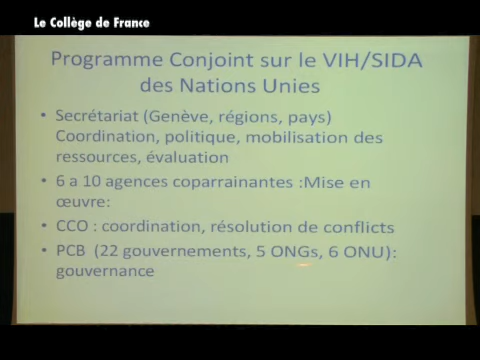 Le Collège de France
Programme Conjoint sur le VIH/SIDA
des Nations Unies
• Secrétariat (Genève, régions, pays)
Coordination, politique, mobilisation des
ressources, évaluation
• 6 a 10 agences coparrainantes :Mise en
œuvre:
• CCO : coordination, résolution de conflicts
• PCB (22 gouvernements, 5 ONGs, 6 ONU):
gouvernance